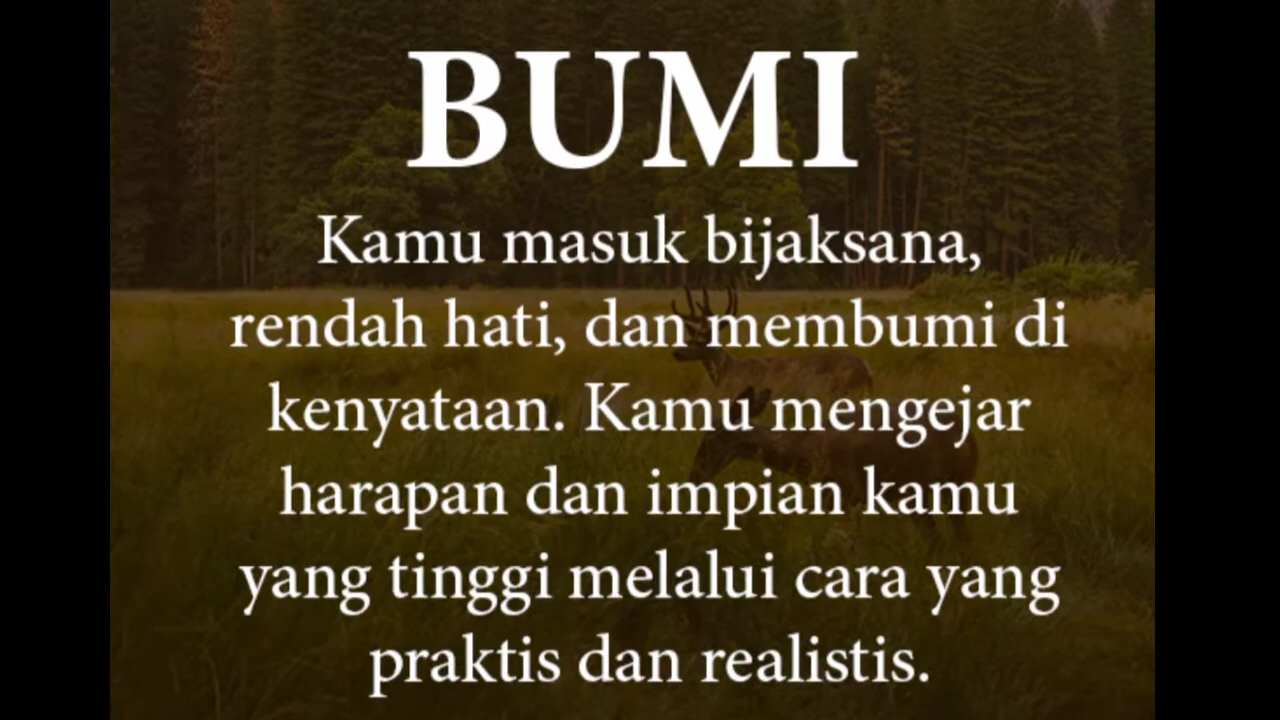 BUMI
Kamu masuk bijaksana,
rendah hati, dan membumi di
kenyataan. Kamu mengejar
harapan dan impian kamu
yang tinggi melalui cara yang
praktis dan realistis.